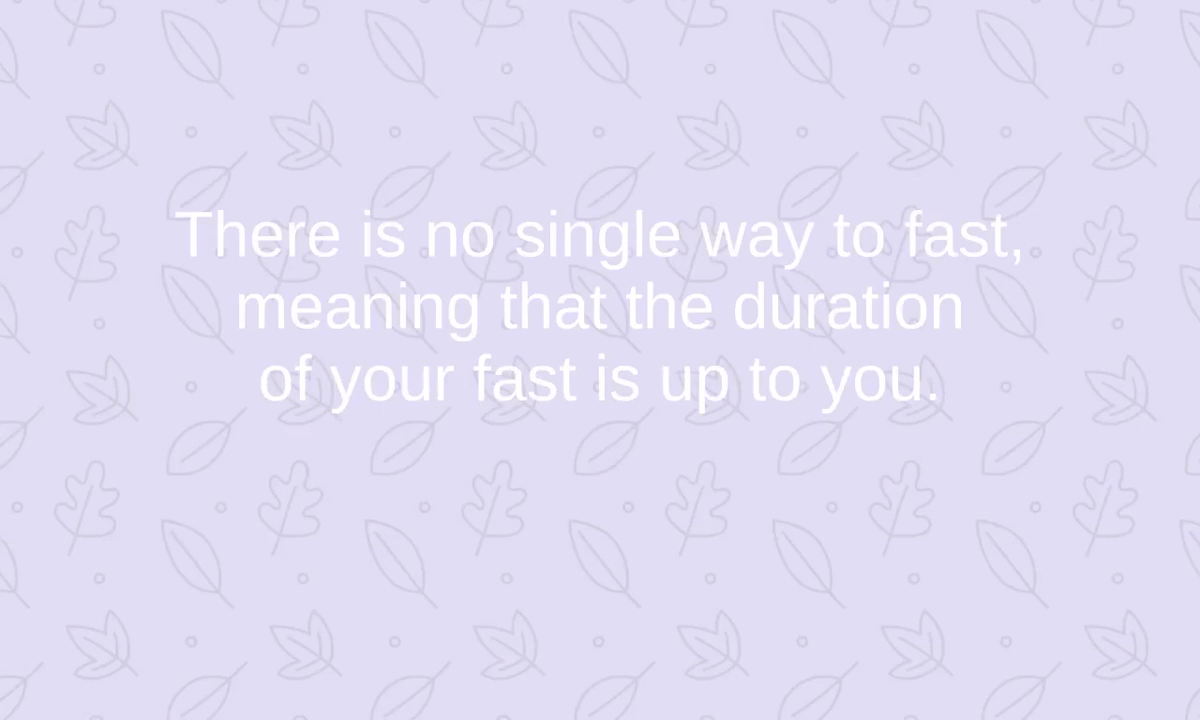 There is no single way to fast,
meaning that the duration
of your fast is up to you.